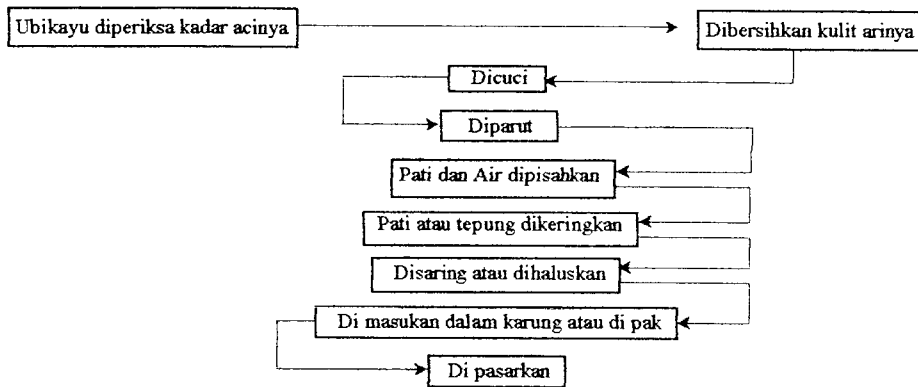 Ubikayu diperiksa kadar acinya
Dibersihkan kulit arinya
Dicuci
Diparut
Pati dan Air dipisahkan
Pati atau tepung dikeringkan
Disaring atau dihaluskan
Di masukan dalam karung atau di pak
Di pasarkan